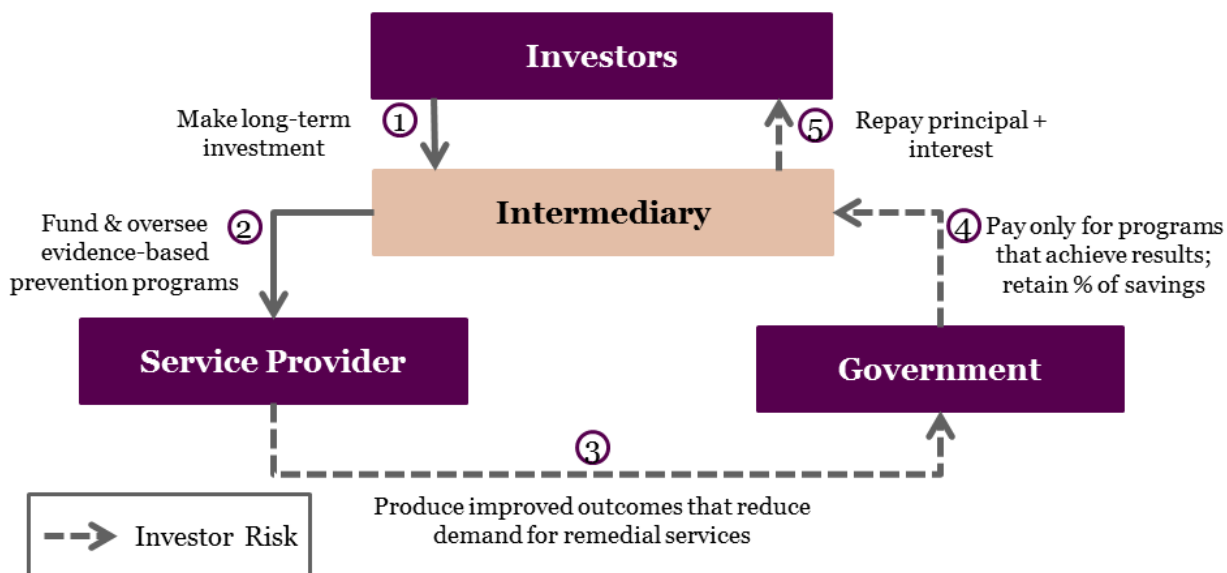 Investors
Make long-term
investment
1
5
Repay principal +
interest
Intermediary
Fund & oversee
evidence-based
prevention programs
2
4
Pay only for programs
that achieve results;
retain % of savings
Service Provider
Government
3
Produce improved outcomes that reduce
demand for remedial services
Investor Risk